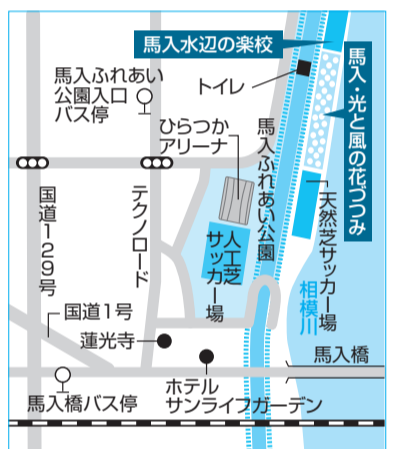 馬入水辺の楽校
トイレ
馬入・光と風の花づつみ
馬入ふれあい
公園入口
バス停
ひらつか
アリーナ
馬入ふれあい公園
国道129号
テクノロード
人工芝
サッカー場
天然芝サッカー場
相模川
国道1号
蓮光寺
馬入橋
馬入橋バス停
ホテル
サンライフガーデン